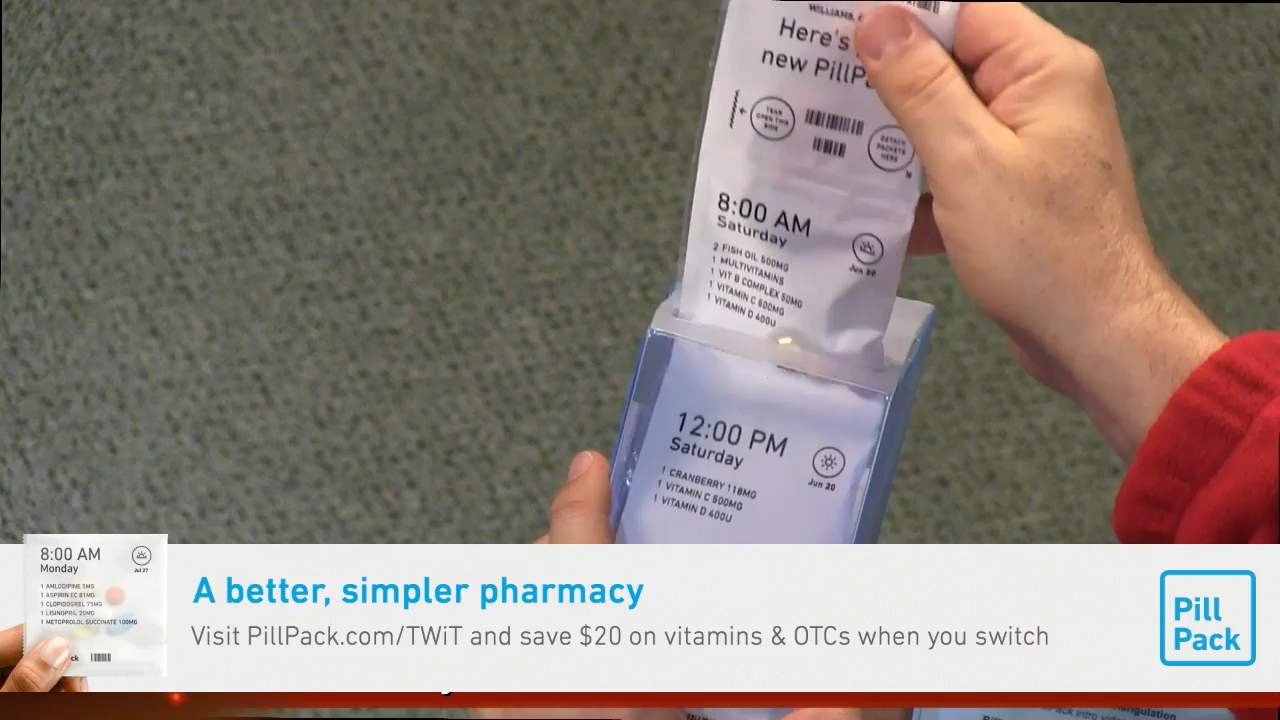 WILLIAMS,
Here's
new PillPa
TEAR
OPEN THIS
SIDE
DETACH
PACKETS
HERE
8:00 AM
Saturday
Jun 20
2 FISH OIL 500MG
1 MULTIVITAMINS
1 VIT B COMPLEX 50MG
1 VITAMIN C 500MG
1 VITAMIN D 400U
12:00 PM
Saturday
Jun 20
1 CRANBERRY 118MG
1 VITAMIN C 500MG
1 VITAMIN D 400U
8:00 AM
Monday
Jul 27
1 AMLODIPINE 5MG
1 ASPIRIN EC 81MG
1 CLOPIDOGREL 75MG
1 LISINOPRIL 20MG
1 METOPROLOL SUCCINATE 100MG
ck
A better, simpler pharmacy
Visit PillPack.com/TWiT and save $20 on vitamins & OTCs when you switch
Pill
Pack